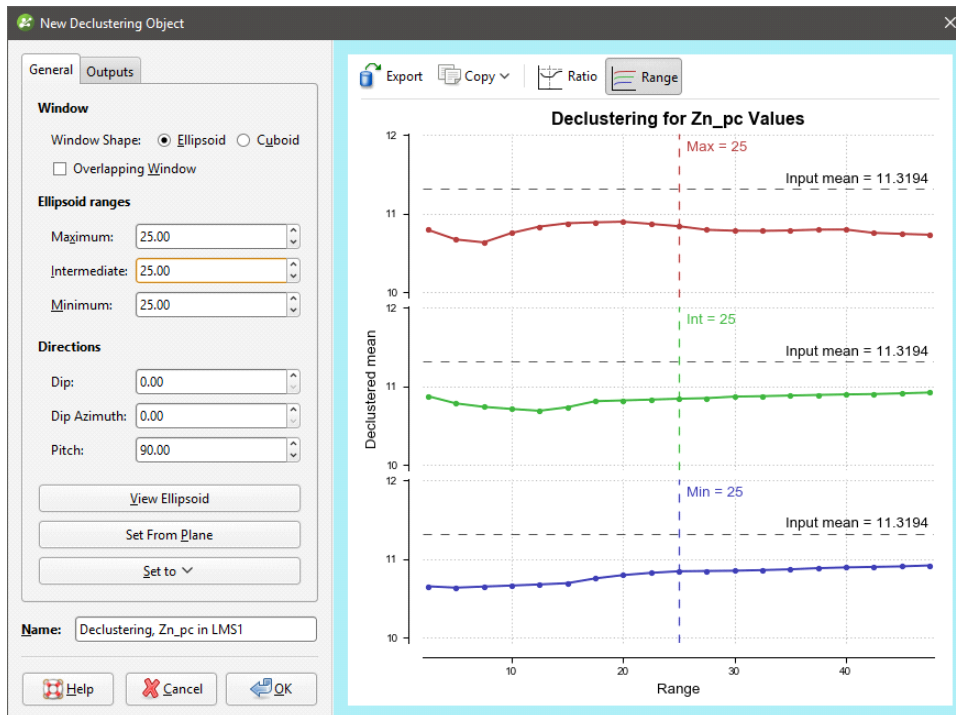 New Declustering Object
General
Outputs
Window
Window Shape: Ellipsoid Cuboid
Overlapping Window
Ellipsoid ranges
Maximum: 25.00
Intermediate: 25.00
Minimum: 25.00
Directions
Dip: 0.00
Dip Azimuth: 0.00
Pitch: 90.00
View Ellipsoid
Set From Plane
Set to
Name: Declustering, Zn_pc in LMS1
Help Cancel OK
Export Copy Ratio Range
Declustering for Zn_pc Values
12
Max = 25
Input mean = 11.3194
11
10
12
Int = 25
Input mean = 11.3194
11
10
12
Min = 25
Input mean = 11.3194
11
10
Declustered mean
10 20 30 40
Range